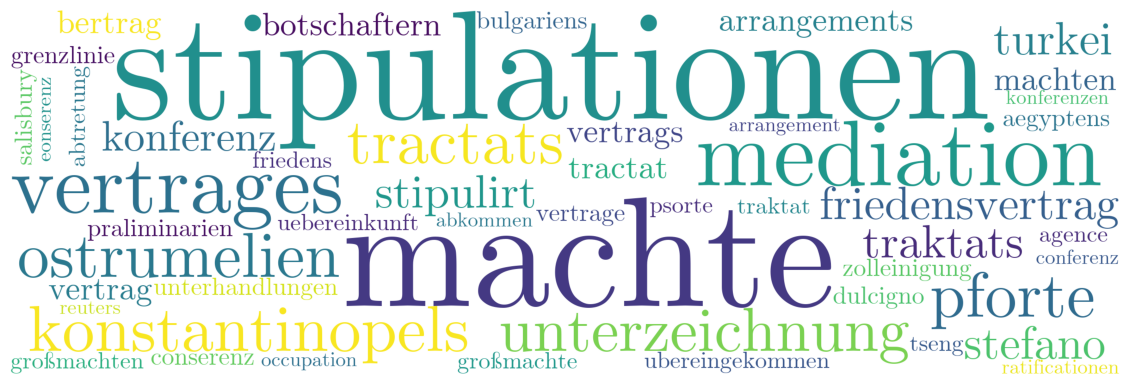 bertrag
botschaftern
bulgariens
arrangements
grenzlinie
stipulationen
turkei
salisbury
eonserenz
abtretung
machten
konferenzen
konferenz
friedens
tractats
vertrags
arrangement
aegyptens
tractat
mediation
vertrages
stipulirt
abkommen
vertrage
psorte
traktat
friedensvertrag
praliminarien
uebereinkunft
machte
traktats
agence
conferenz
ostrumelien
zolleinigung
vertrag
unterhandlungen
dulcigno
pforte
reuters
konstantinopels
unterzeichnung
tseng
stefano
großmachten
conserenz
occupation
großmachte
ubereingekommen
ratificationen